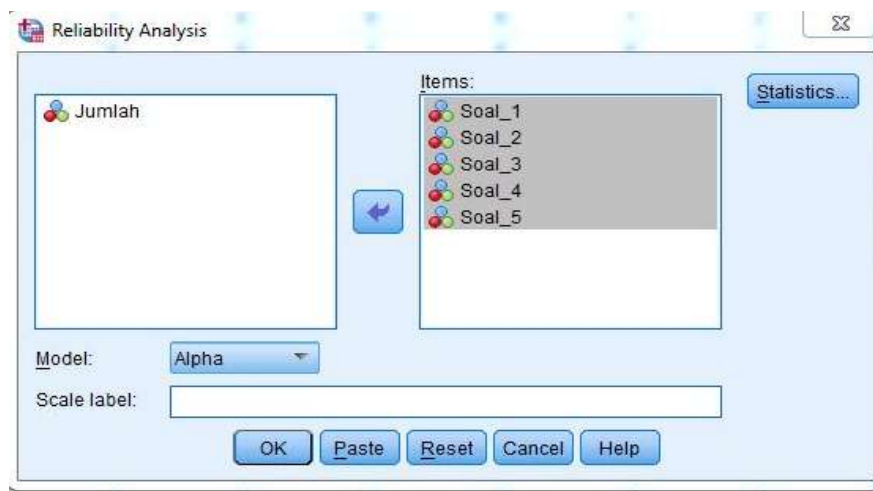 Reliability Analysis
Items:
Statistics...
Jumlah
Soal_1
Soal_2
Soal_3
Soal_4
Soal_5
Model: Alpha
Scale label:
OK Paste Reset Cancel Help